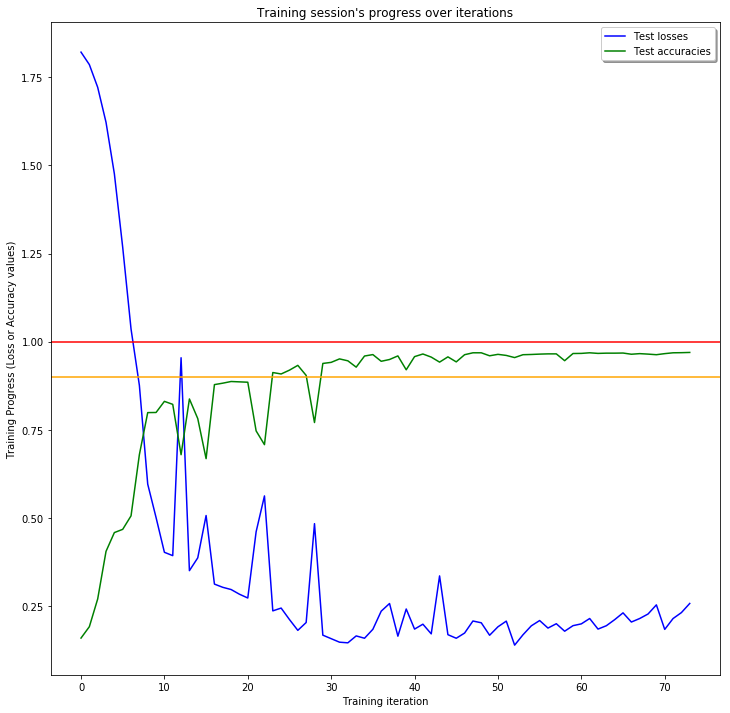 Training session's progress over iterations
Test losses
Test accuracies
Training Progress (Loss or Accuracy values)
1.75
1.50
1.25
1.00
0.75
0.50
0.25
0 10 20 30 40 50 60 70
Training iteration